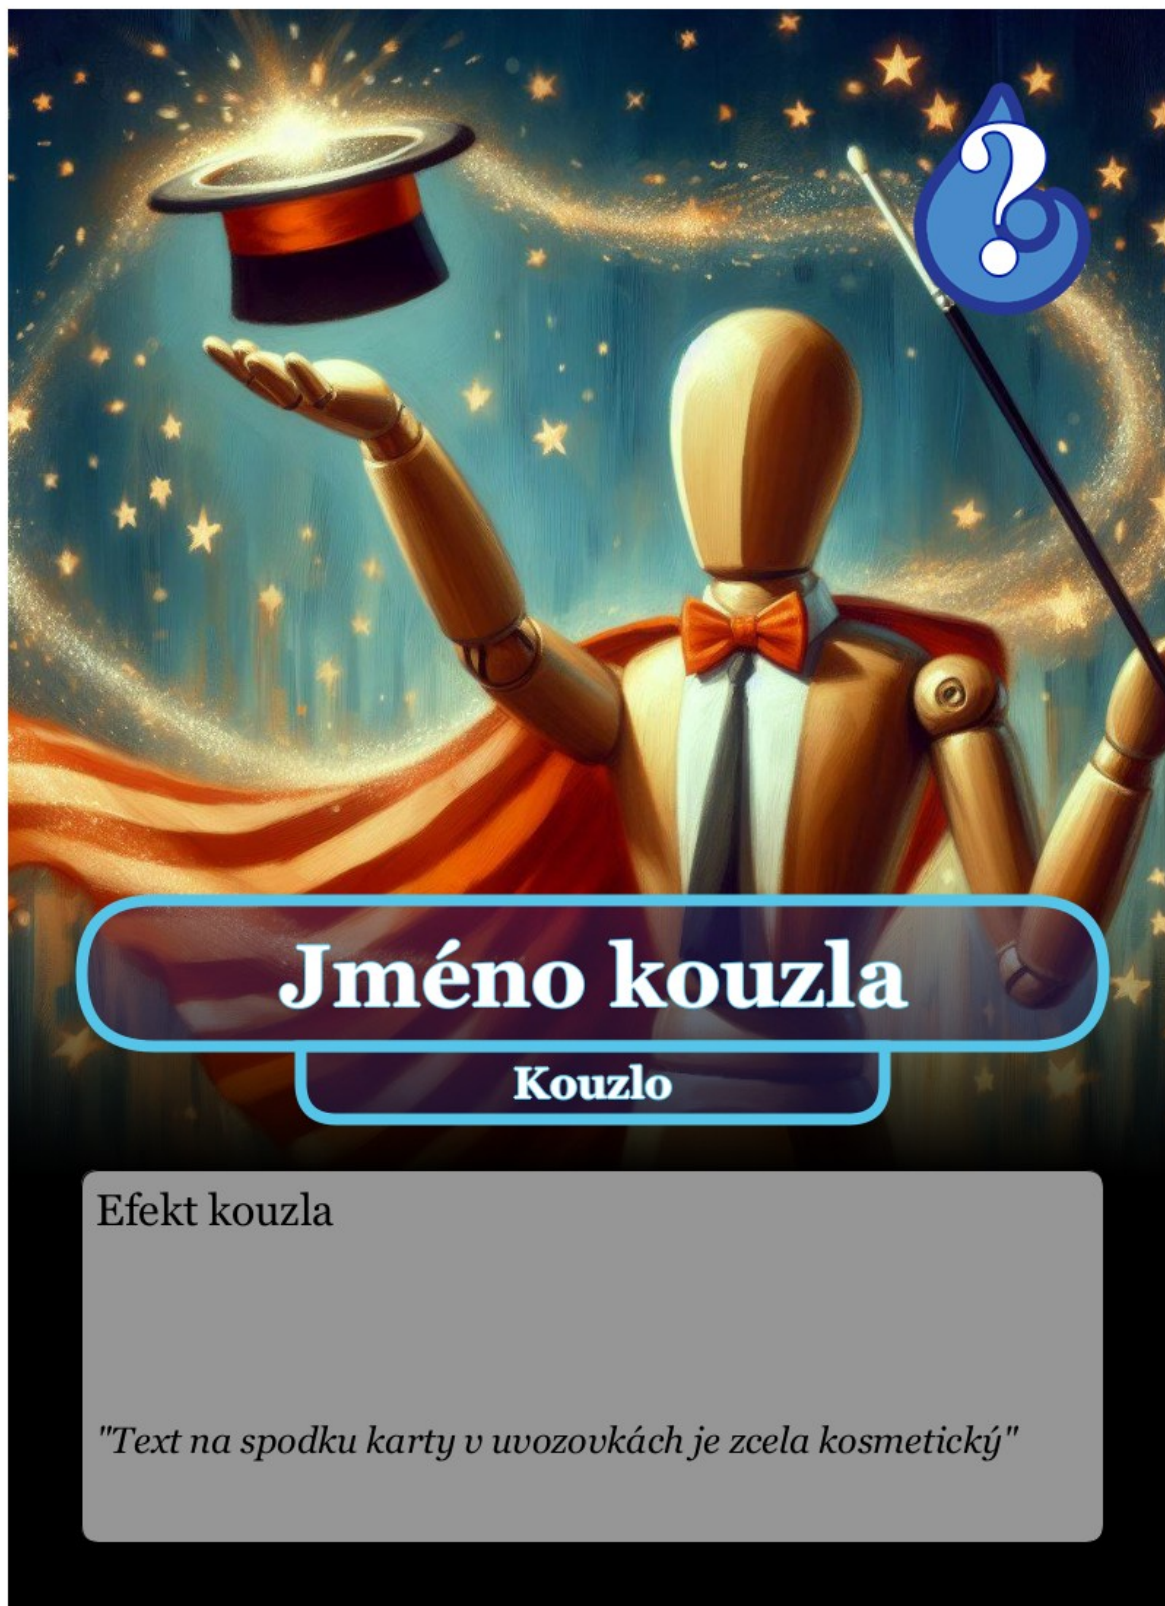 ?
Jméno kouzla
Kouzlo
Efekt kouzla
"Text na spodku karty v uvozovkách je zcela kosmetický"